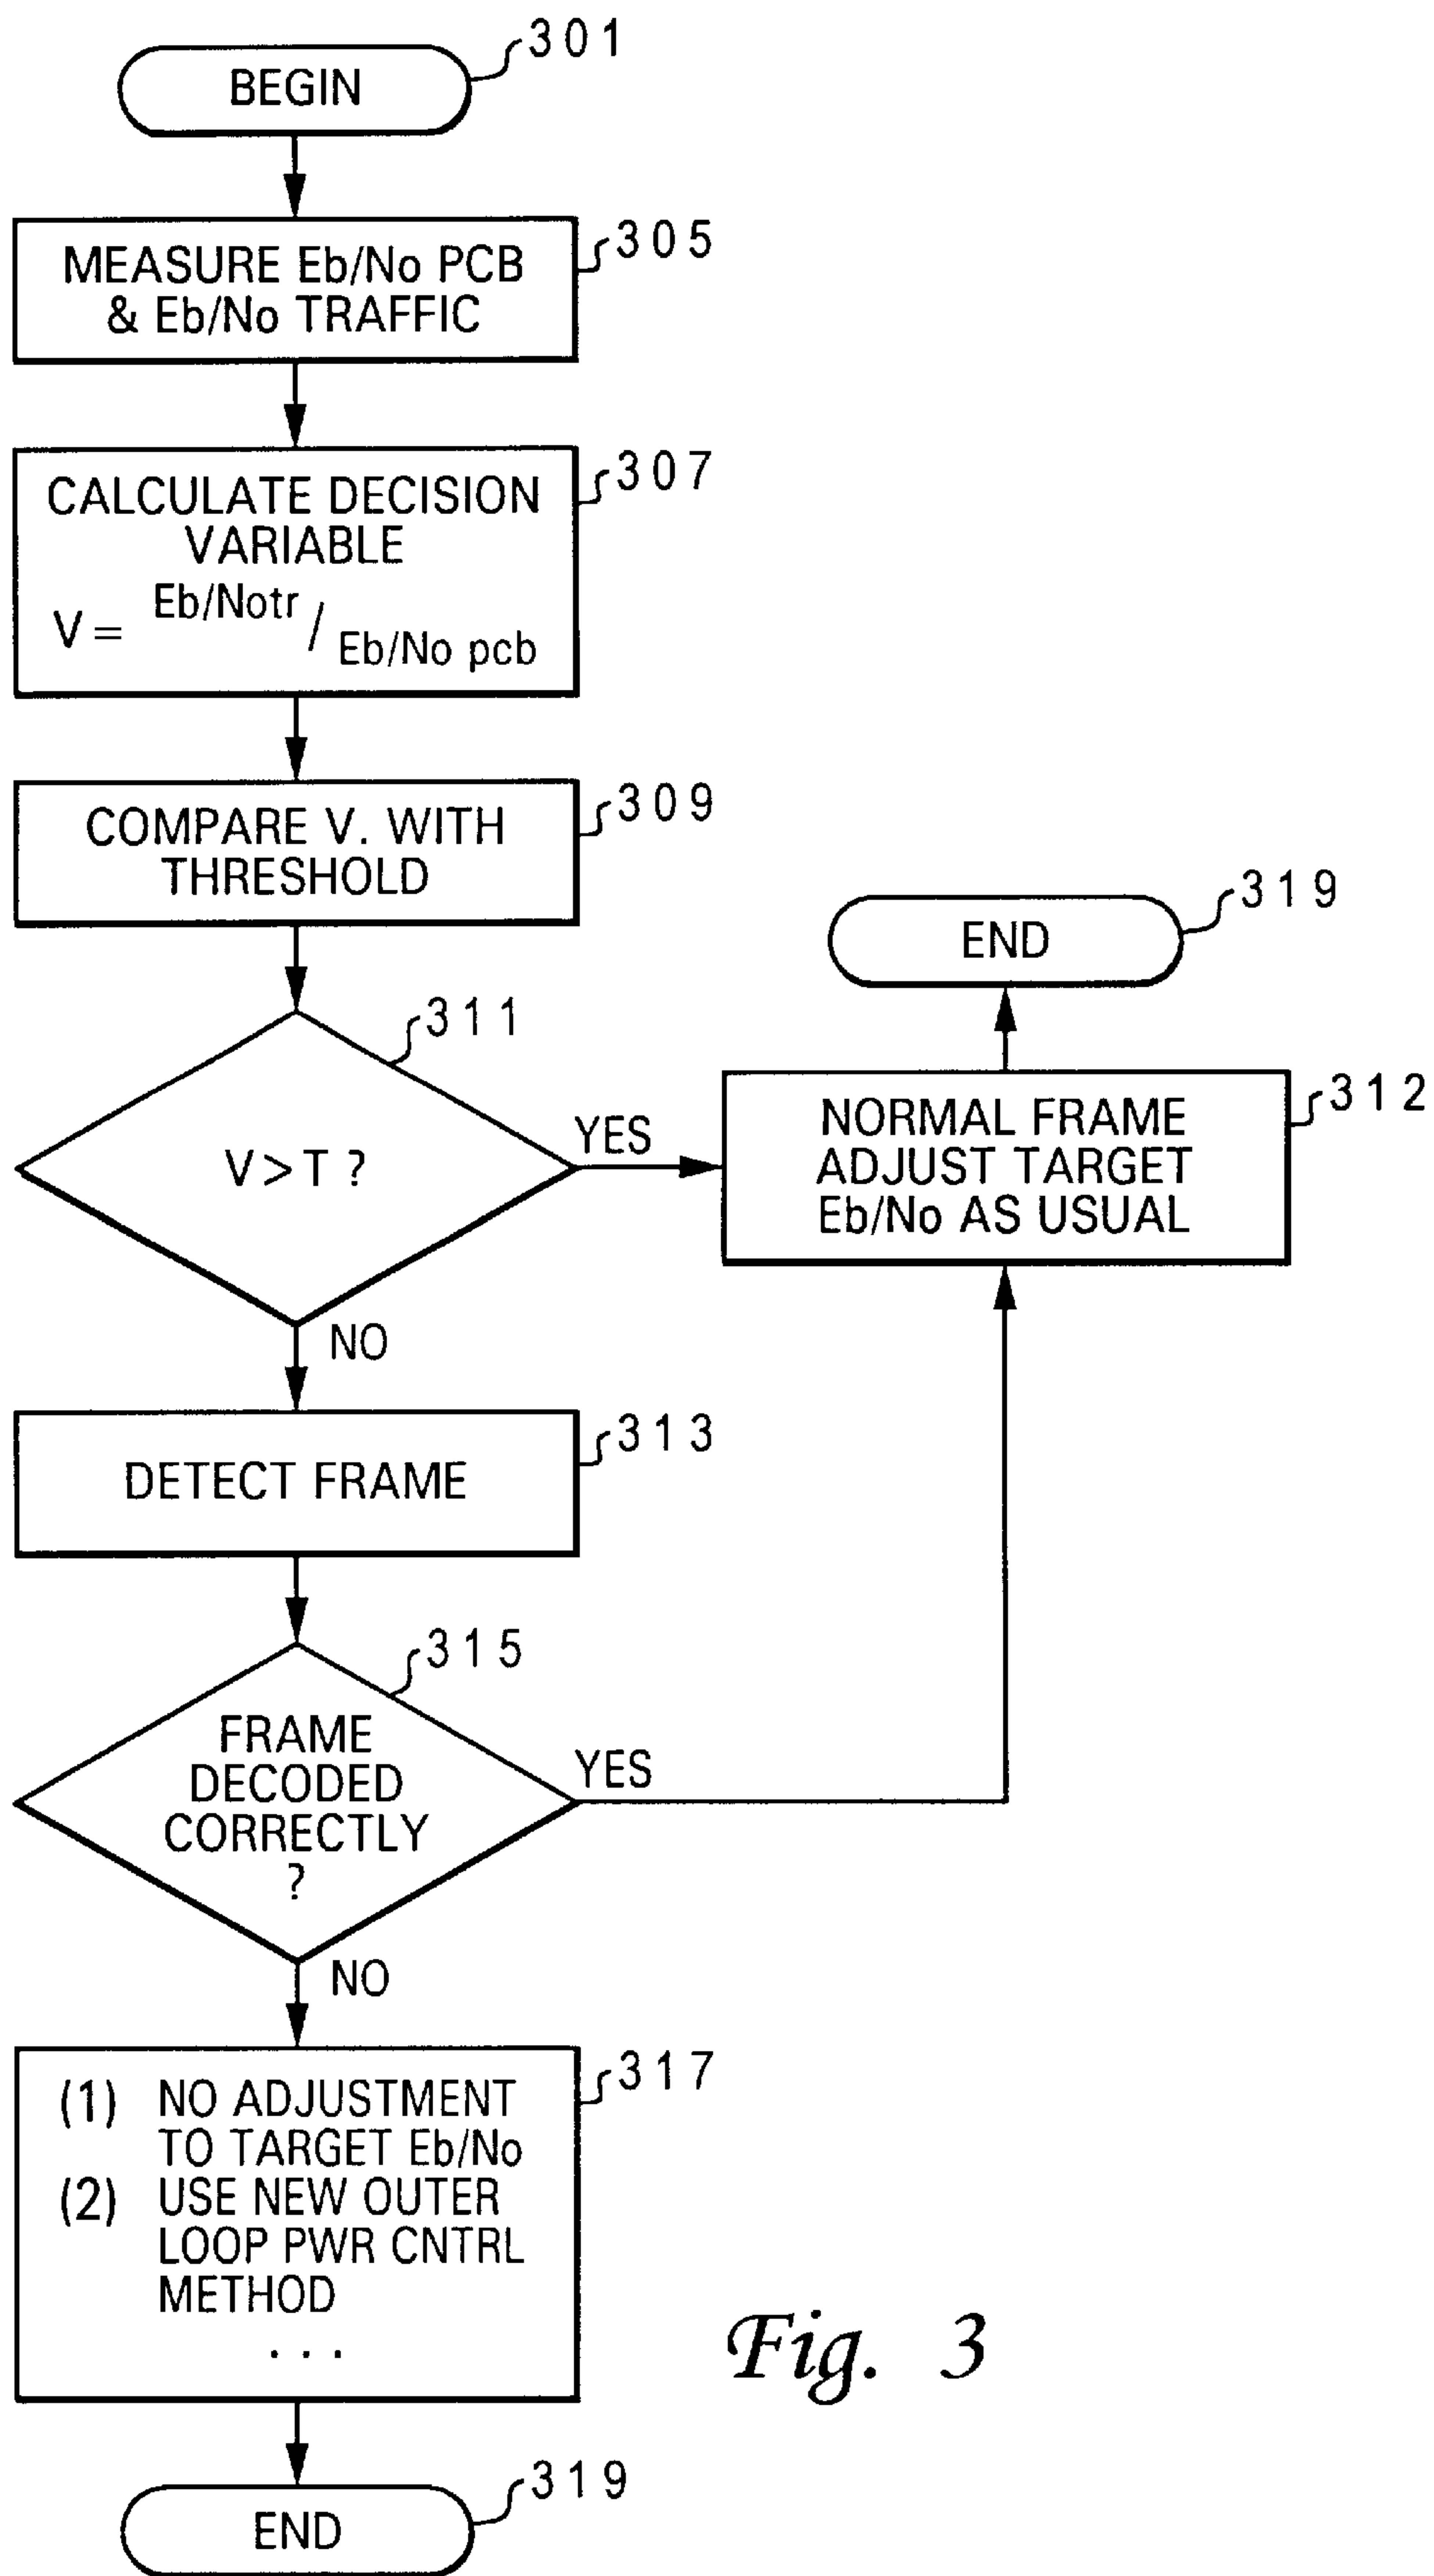 301
BEGIN
305
MEASURE Eb/No PCB
& Eb/No TRAFFIC
307
CALCULATE DECISION
VARIABLE
V = Eb/Notr / Eb/No pcb
309
COMPARE V. WITH
THRESHOLD
319
END
311
V > T ?
YES
312
NORMAL FRAME
ADJUST TARGET
Eb/No AS USUAL
NO
313
DETECT FRAME
315
FRAME
DECODED
CORRECTLY
?
YES
NO
317
(1) NO ADJUSTMENT
TO TARGET Eb/No
(2) USE NEW OUTER
LOOP PWR CNTRL
METHOD
. . .
Fig. 3
319
END